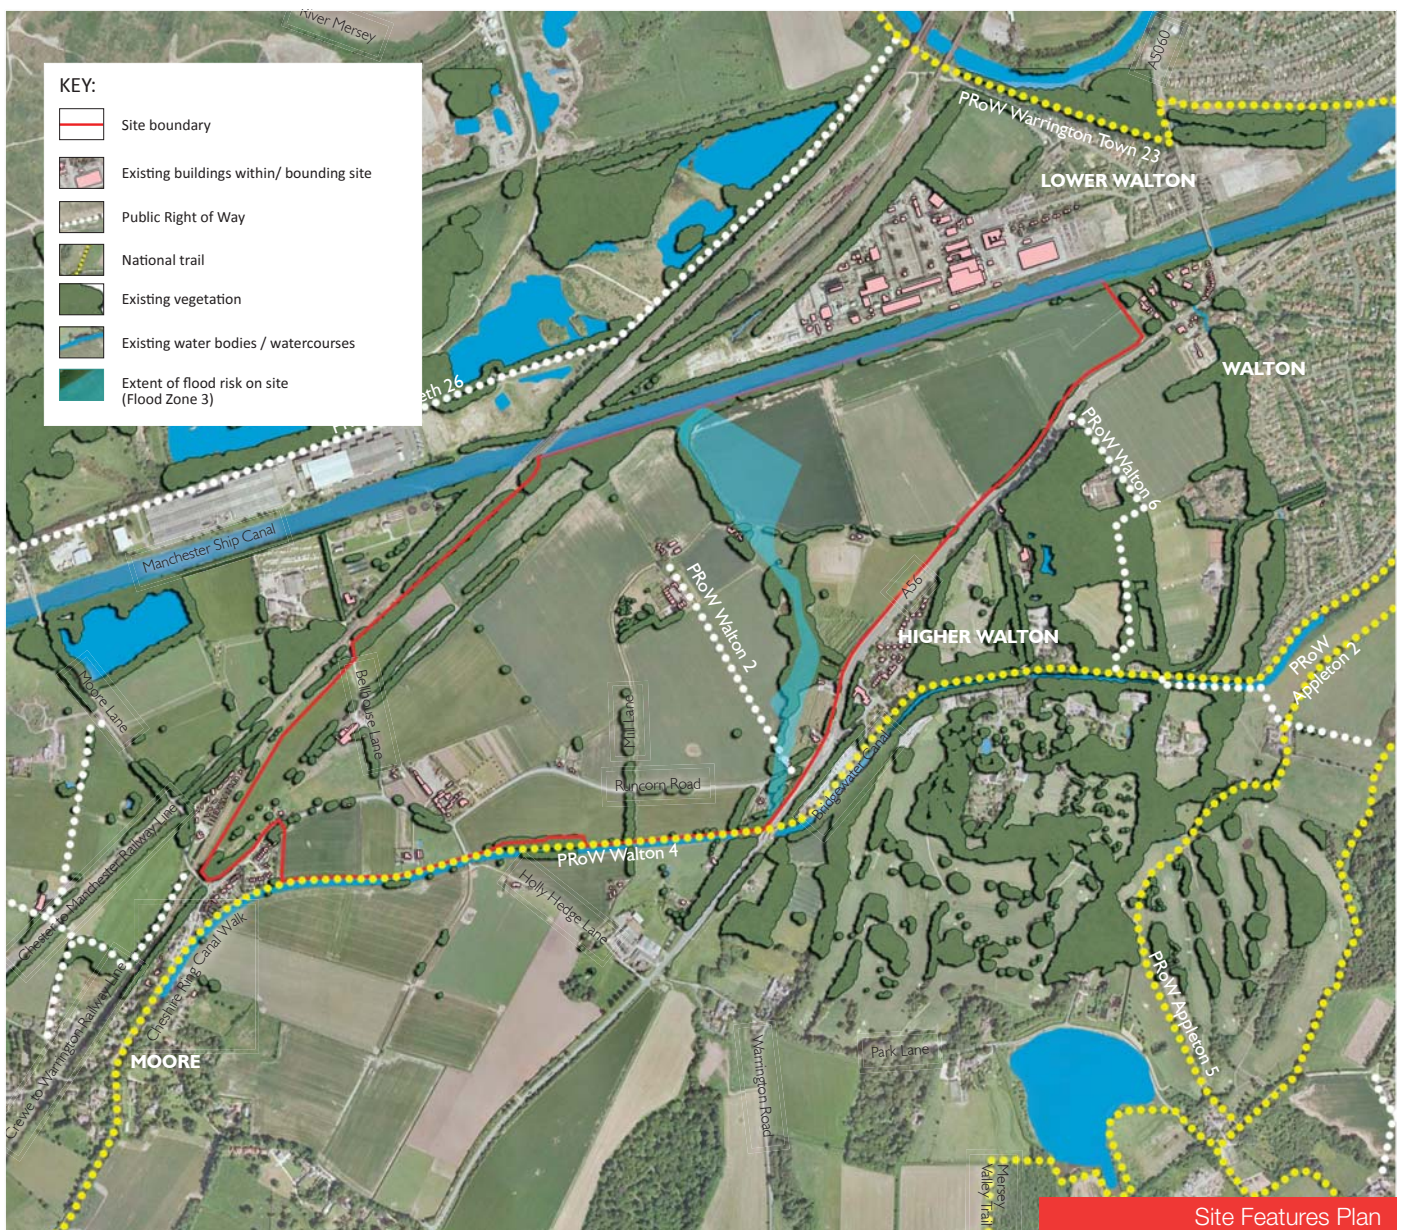 River Mersey
A5060
KEY:
Site boundary
Existing buildings within/ bounding site
Public Right of Way
National trail
Existing vegetation
Existing water bodies / watercourses
Extent of flood risk on site
(Flood Zone 3)
PRoW Warrington Town 23
LOWER WALTON
WALTON
eth 26
PRoW Walton 6
Manchester Ship Canal
A56
PRoW Walton 2
HIGHER WALTON
PRoW
Appleton 2
Moore Lane
Bellhouse Lane
Mill Lane
Runcorn Road
Bridgewater Canal
Chester to Manchester Railway Line
PRoW Walton 4
Holly Hedge Lane
Cheshire Ring Canal Walk
Crewe to Warrington Railway Line
PRoW Appleton 5
MOORE
Park Lane
Warrington Road
Mersey
Valley Trail
Site Features Plan